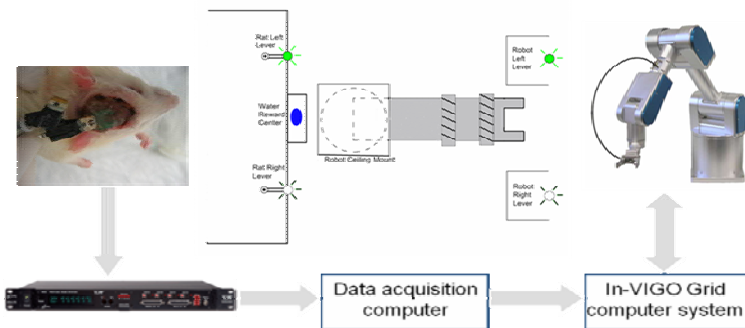 Rat Left
Lever
Water
Reward
Center
Rat Right
Lever
Robot Ceiling Mount
Robot
Left
Lever
Robot
Right
Lever
Data acquisition
computer
In-VIGO Grid
computer system